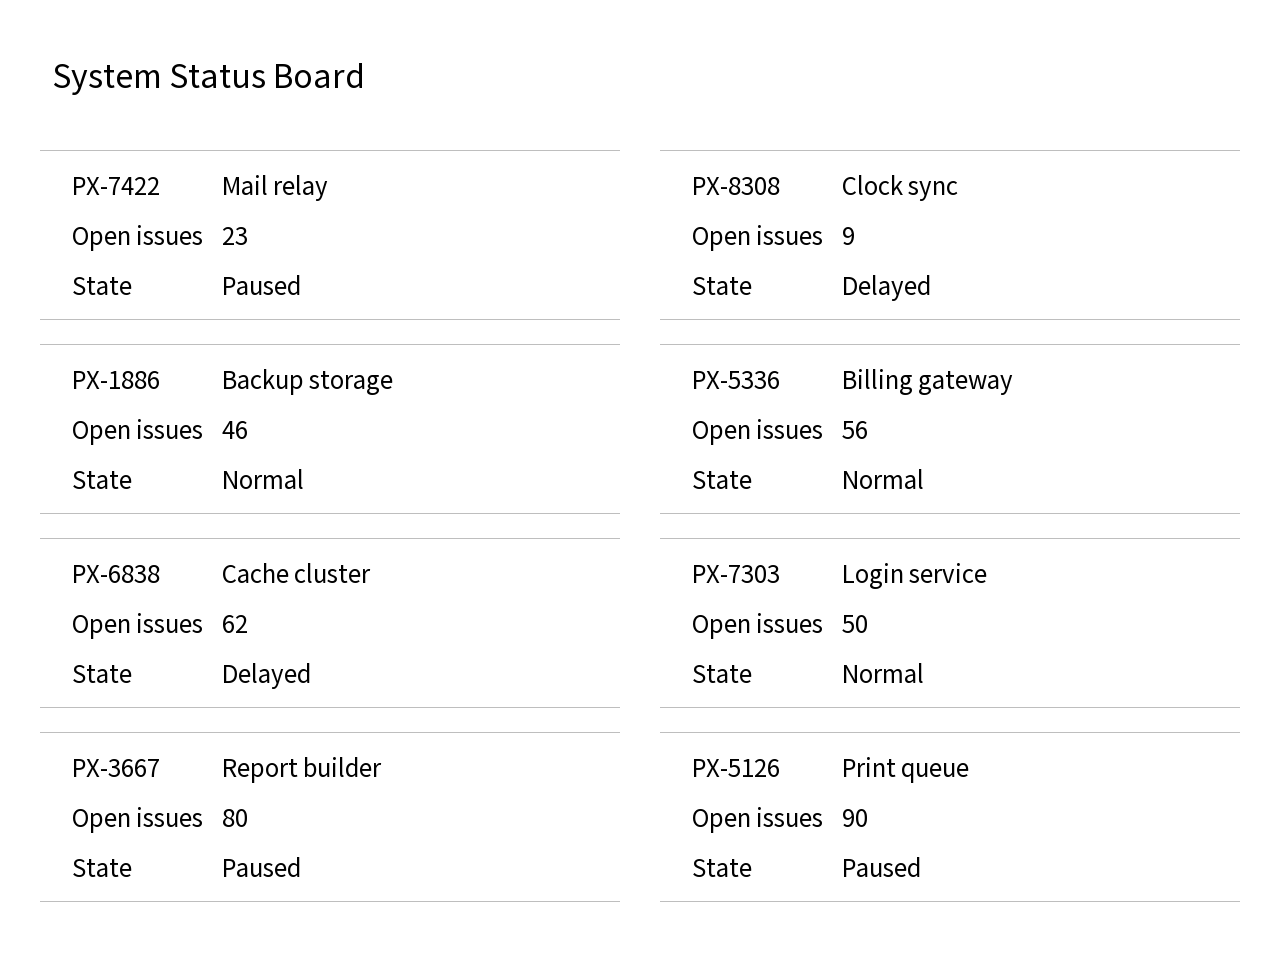 System Status Board
PX-7422 Mail relay
Open issues 23
State Paused
PX-8308 Clock sync
Open issues 9
State Delayed
PX-1886 Backup storage
Open issues 46
State Normal
PX-5336 Billing gateway
Open issues 56
State Normal
PX-6838 Cache cluster
Open issues 62
State Delayed
PX-7303 Login service
Open issues 50
State Normal
PX-3667 Report builder
Open issues 80
State Paused
PX-5126 Print queue
Open issues 90
State Paused